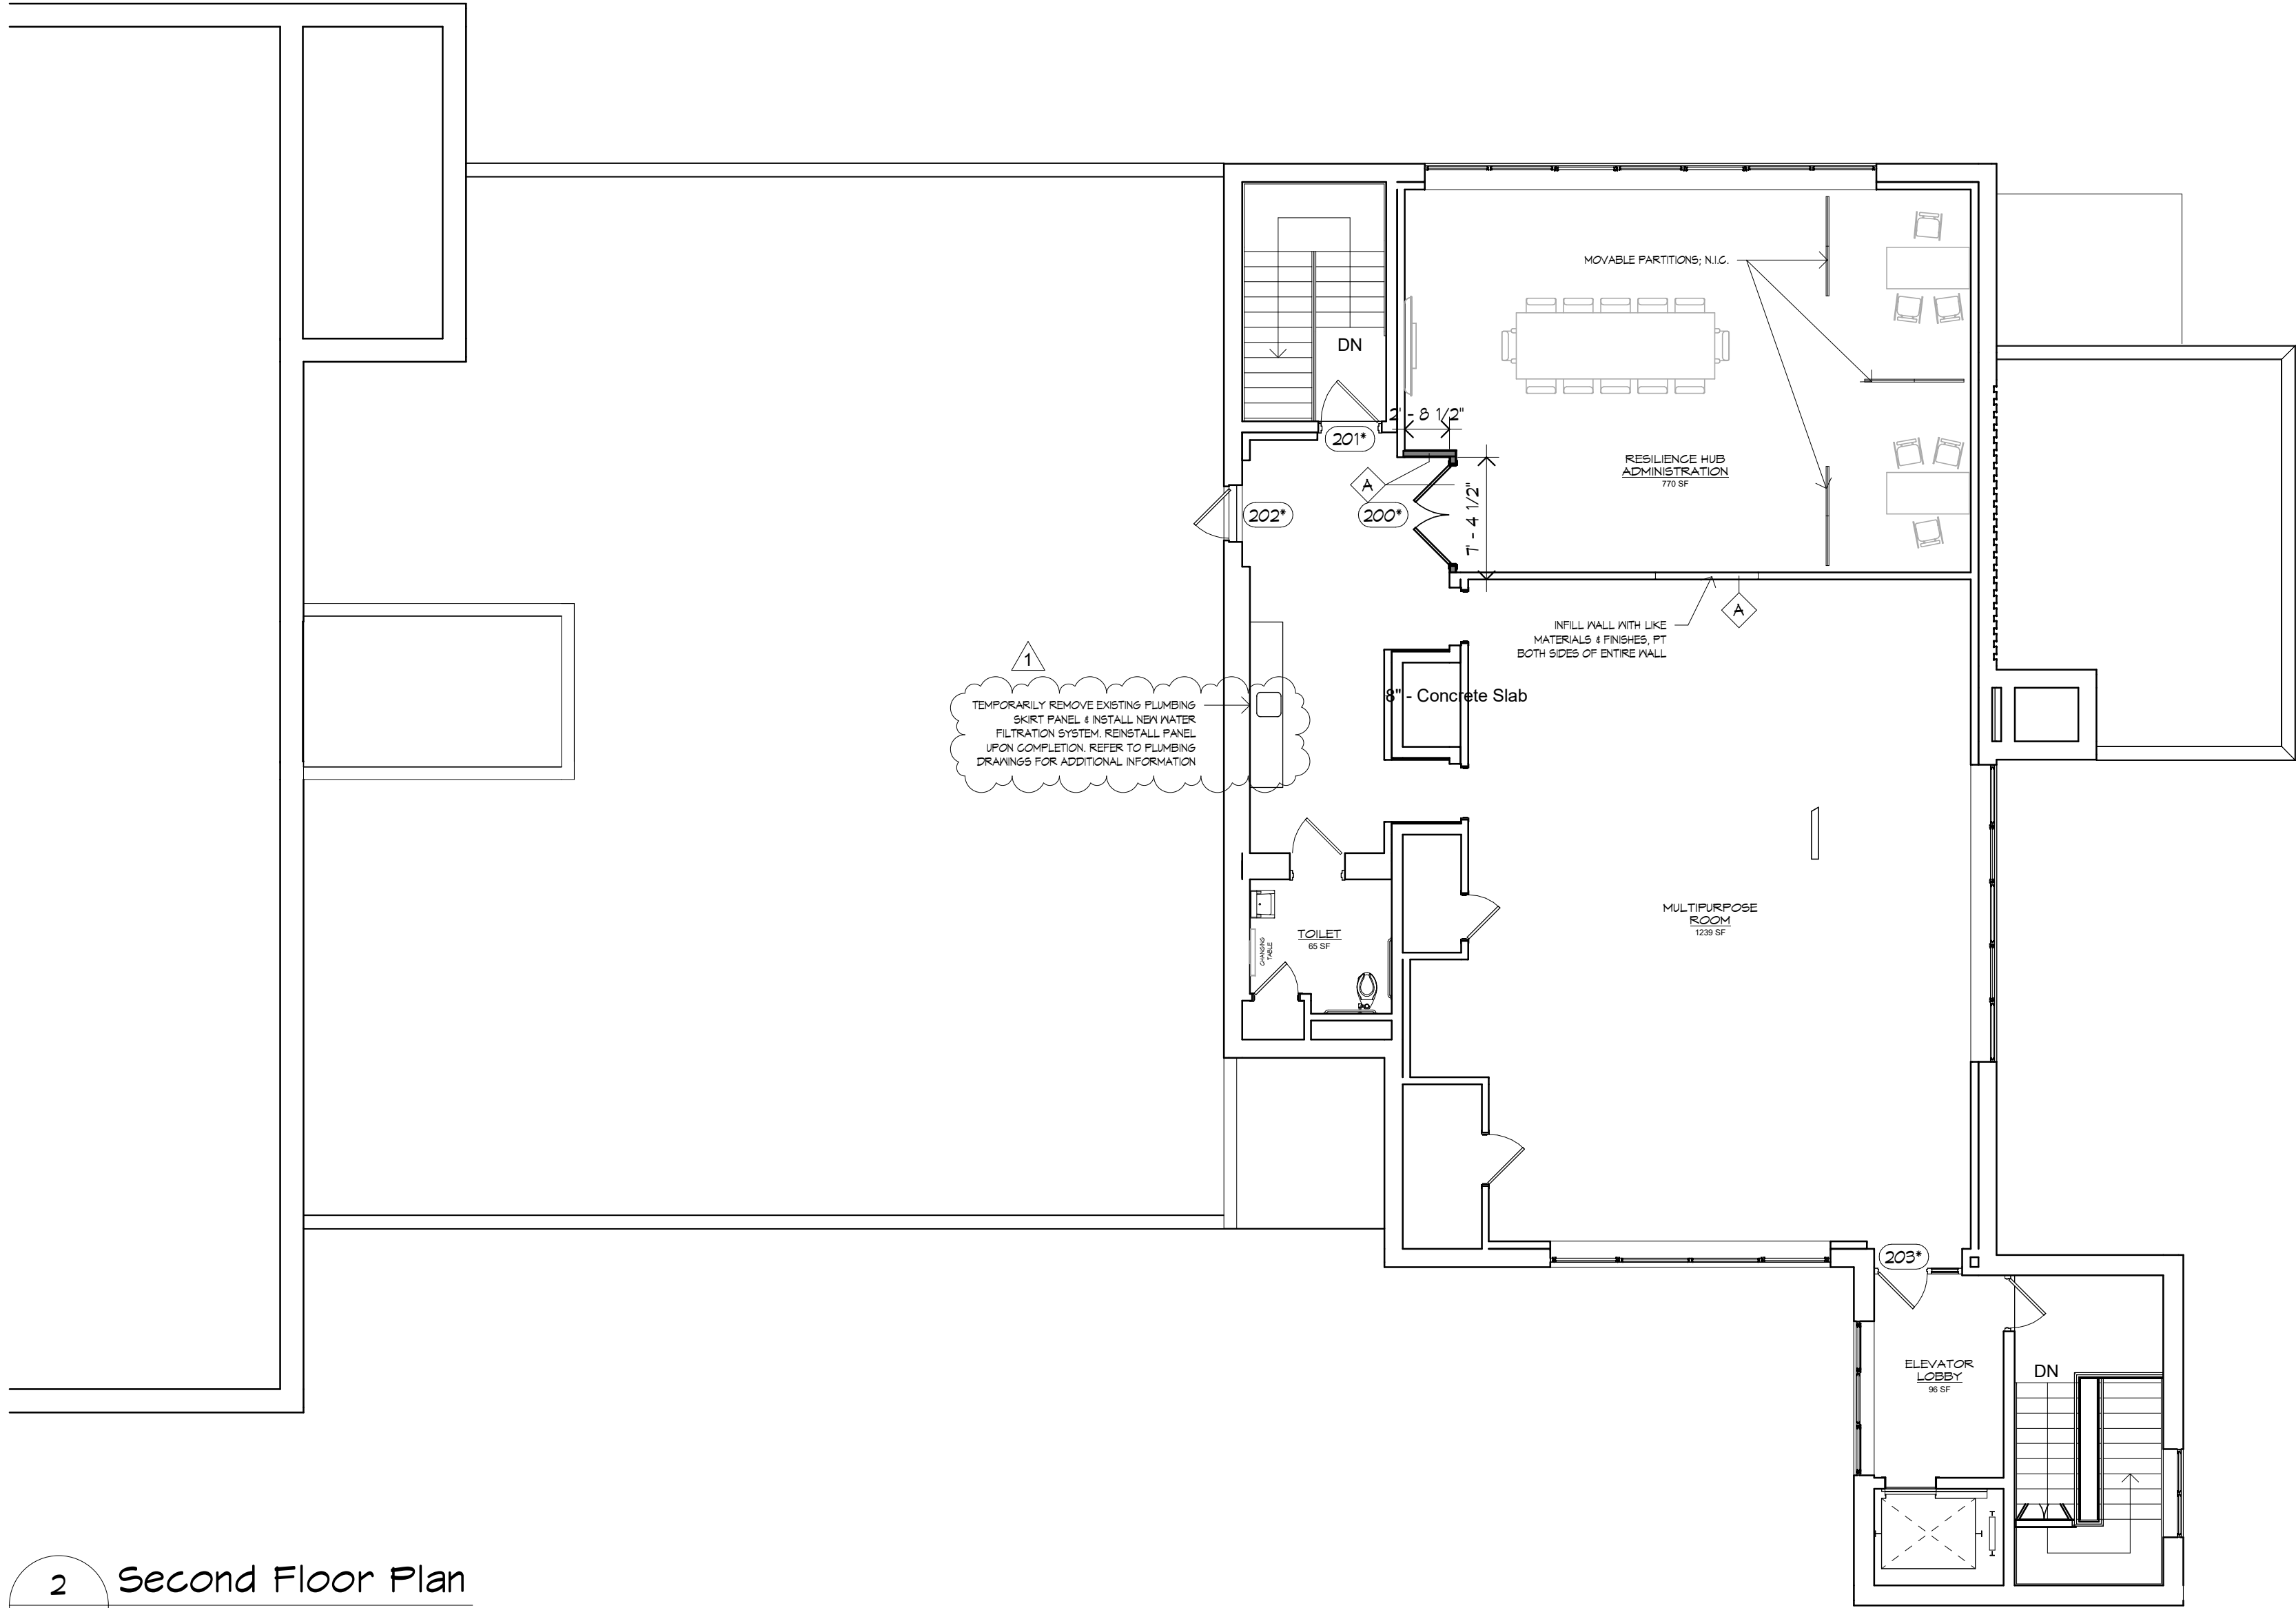 MOVABLE PARTITIONS; N.I.C.
DN
2' - 8 1/2"
201*
RESILIENCE HUB
ADMINISTRATION
770 SF
A
202*
200*
7' - 4 1/2"
A
INFILL WALL WITH LIKE
MATERIALS & FINISHES, PT
BOTH SIDES OF ENTIRE WALL
1
TEMPORARILY REMOVE EXISTING PLUMBING
SKIRT PANEL & INSTALL NEW WATER
FILTRATION SYSTEM. REINSTALL PANEL
UPON COMPLETION. REFER TO PLUMBING
DRAWINGS FOR ADDITIONAL INFORMATION
8" - Concrete Slab
MULTIPURPOSE
ROOM
1239 SF
TOILET
65 SF
CHANGING
TABLE
203*
ELEVATOR
LOBBY
96 SF
DN
2
Second Floor Plan